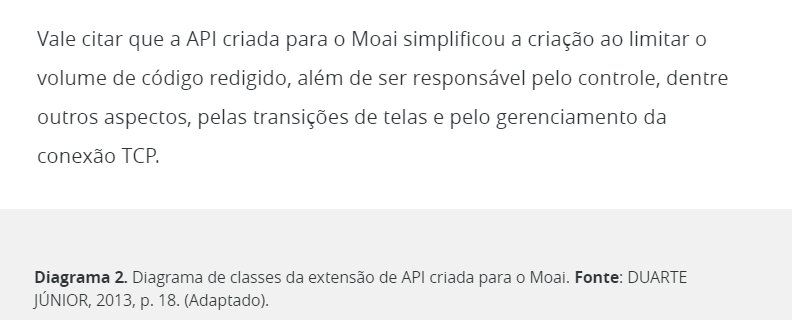 Vale citar que a API criada para o Moai simplificou a criação ao limitar o
volume de código redigido, além de ser responsável pelo controle, dentre
outros aspectos, pelas transições de telas e pelo gerenciamento da
conexão TCP.
Diagrama 2. Diagrama de classes da extensão de API criada para o Moai. Fonte: DUARTE
JÚNIOR, 2013, p. 18. (Adaptado).